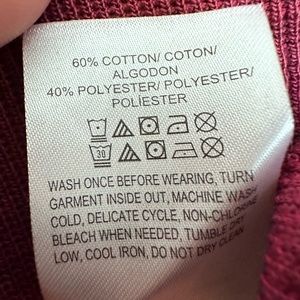 60% COTTON/ COTON/
ALGODON
40% POLYESTER/ POLYESTER/
POLIÉSTER
30
WASH ONCE BEFORE WEARING, TURN
GARMENT INSIDE OUT, MACHINE WASH
COLD, DELICATE CYCLE, NON-CHLORINE
BLEACH WHEN NEEDED, TUMBLE DRY
LOW, COOL IRON, DO NOT DRY CLEAN